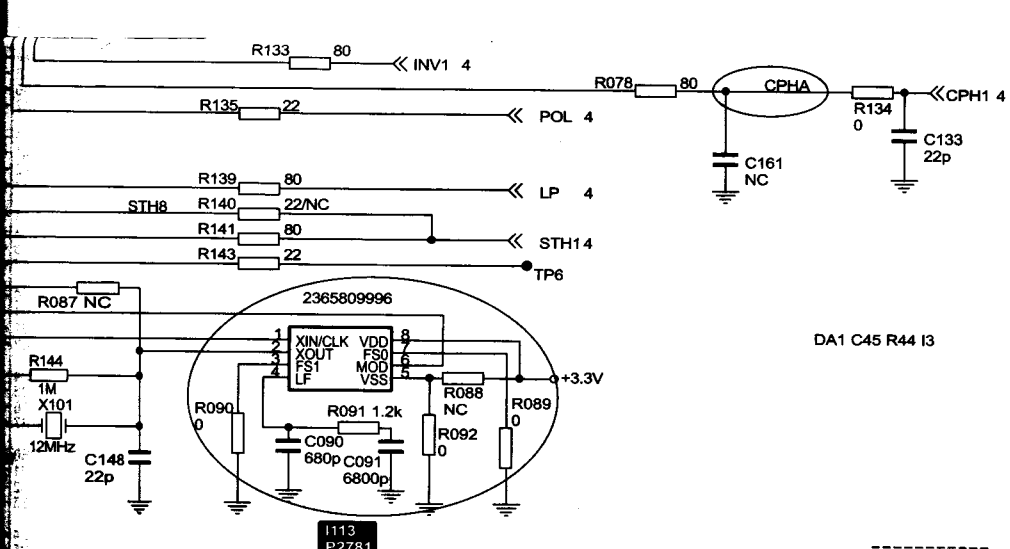 R133 80
INV1 4
R078 80 CPHA
CPH1 4
R134
0
C133
22p
R135 22
POL 4
C161
NC
R139 80
LP 4
STH8 R140 22/NC
R141 80
STH1 4
R143 22
TP6
R087 NC
2365809996
1 XIN/CLK VDD 8
2 XOUT FS0 7
3 FS1 MOD 6
4 LF VSS 5
+3.3V
DA1 C45 R44 I3
R144
1M
X101
12MHz
C148
22p
R090
0
R091 1.2k
C090
680p
C091
6800p
R088
NC
R092
0
R089
0
I113
P2781